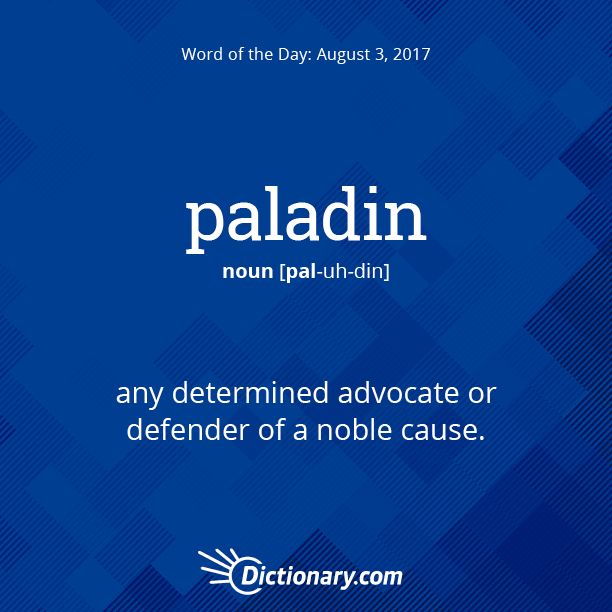 Word of the Day: August 3, 2017
paladin
noun [pal-uh-din]
any determined advocate or
defender of a noble cause.
Dictionary.com